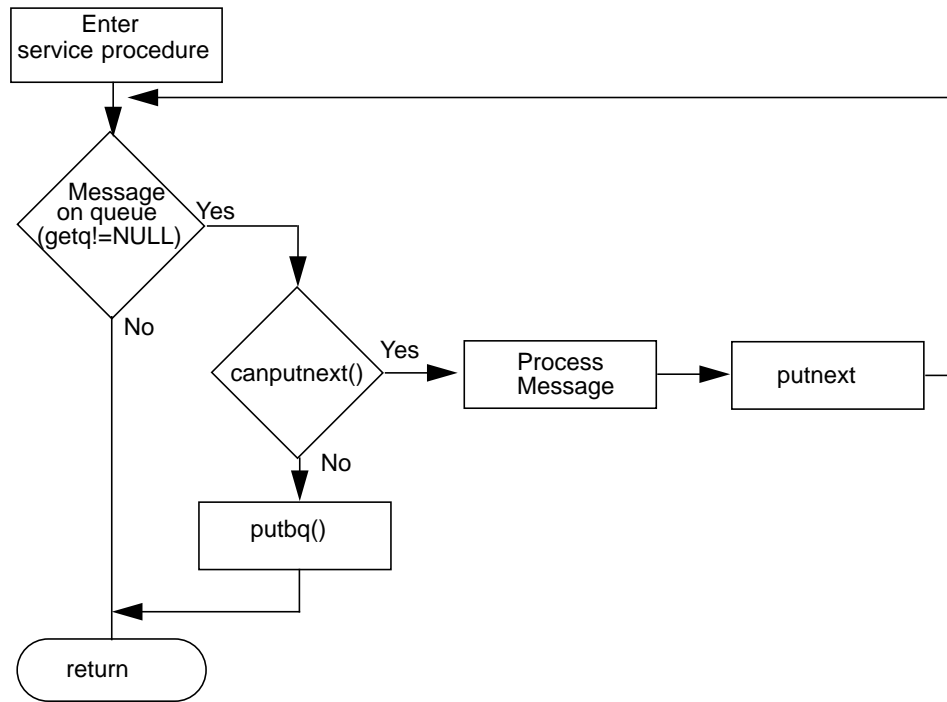 Enter
service procedure
Message
on queue
(getq!=NULL)
Yes
No
canputnext()
Yes
Process
Message
putnext
No
putbq()
return